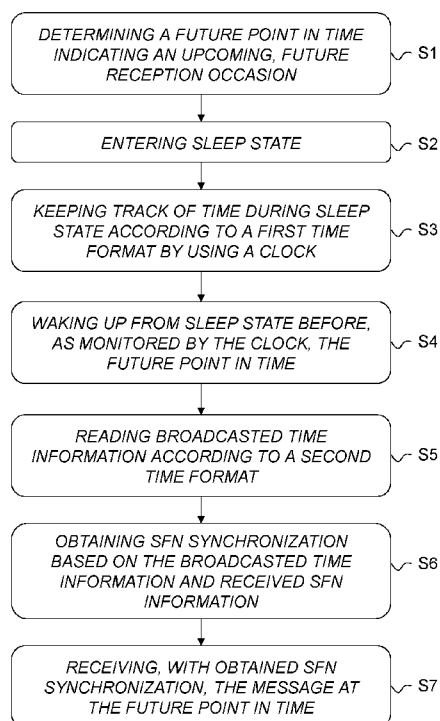 DETERMINING A FUTURE POINT IN TIME
INDICATING AN UPCOMING, FUTURE
RECEPTION OCCASION
S1
ENTERING SLEEP STATE
S2
KEEPING TRACK OF TIME DURING SLEEP
STATE ACCORDING TO A FIRST TIME
FORMAT BY USING A CLOCK
S3
WAKING UP FROM SLEEP STATE BEFORE,
AS MONITORED BY THE CLOCK, THE
FUTURE POINT IN TIME
S4
READING BROADCASTED TIME
INFORMATION ACCORDING TO A SECOND
TIME FORMAT
S5
OBTAINING SFN SYNCHRONIZATION
BASED ON THE BROADCASTED TIME
INFORMATION AND RECEIVED SFN
INFORMATION
S6
RECEIVING, WITH OBTAINED SFN
SYNCHRONIZATION, THE MESSAGE AT
THE FUTURE POINT IN TIME
S7